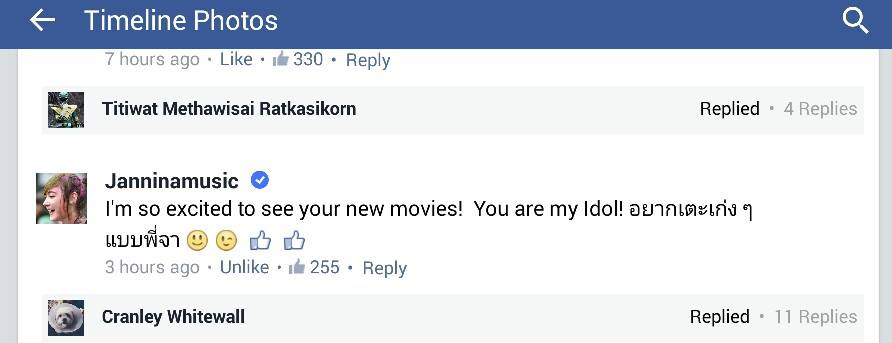 Timeline Photos
7 hours ago · Like · 330 · Reply
Titiwat Methawisai Ratkasikorn Replied · 4 Replies
Janninamusic
I'm so excited to see your new movies! You are my Idol! อยากเตะเก่ง ๆ
แบบพี่จา
3 hours ago · Unlike · 255 · Reply
Cranley Whitewall Replied · 11 Replies